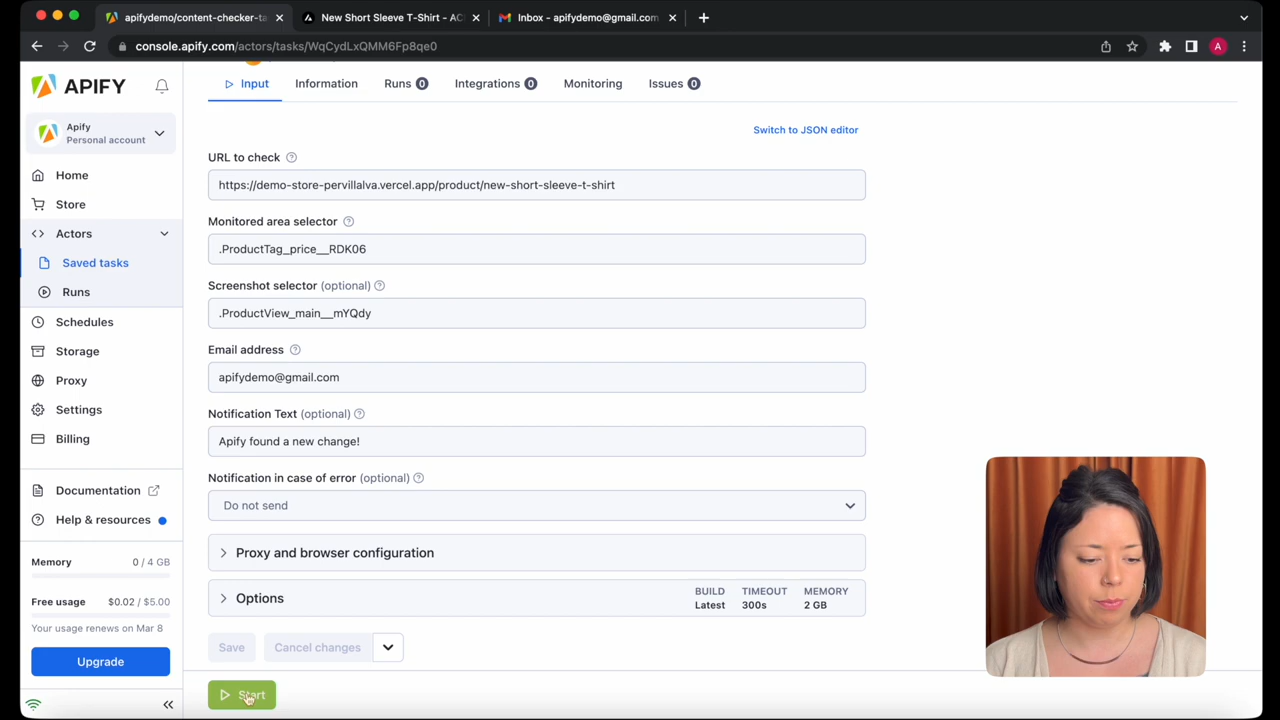 apifydemo/content-checker-ta
New Short Sleeve T-Shirt - AC
Inbox - apifydemo@gmail.com
console.apify.com/actors/tasks/WqCydLxQMM6Fp8qe0
A
APIFY
Apify
Personal account
Home
Store
Actors
Saved tasks
Runs
Schedules
Storage
Proxy
Settings
Billing
Documentation
Help & resources
Memory 0 / 4 GB
Free usage $0.02 / $5.00
Your usage renews on Mar 8
Upgrade
Input
Information
Runs 0
Integrations 0
Monitoring
Issues 0
Switch to JSON editor
URL to check
https://demo-store-pervillalva.vercel.app/product/new-short-sleeve-t-shirt
Monitored area selector
.ProductTag_price__RDK06
Screenshot selector (optional)
.ProductView_main__mYQdy
Email address
apifydemo@gmail.com
Notification Text (optional)
Apify found a new change!
Notification in case of error (optional)
Do not send
Proxy and browser configuration
Options
BUILD TIMEOUT MEMORY
Latest 300s 2 GB
Save
Cancel changes
Start